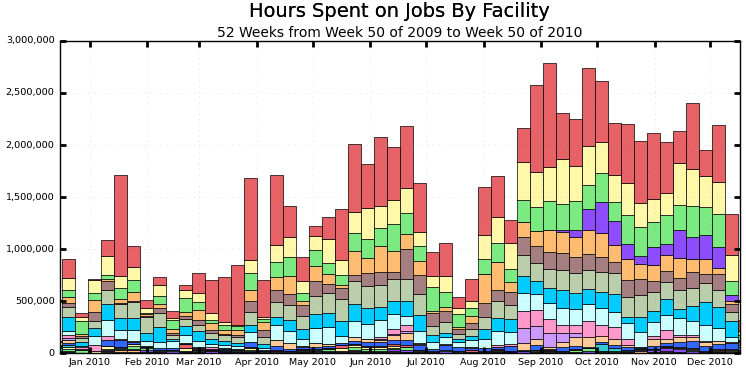 Hours Spent on Jobs By Facility
52 Weeks from Week 50 of 2009 to Week 50 of 2010
3,000,000
2,500,000
2,000,000
1,500,000
1,000,000
500,000
0
Jan 2010 Feb 2010 Mar 2010 Apr 2010 May 2010 Jun 2010 Jul 2010 Aug 2010 Sep 2010 Oct 2010 Nov 2010 Dec 2010